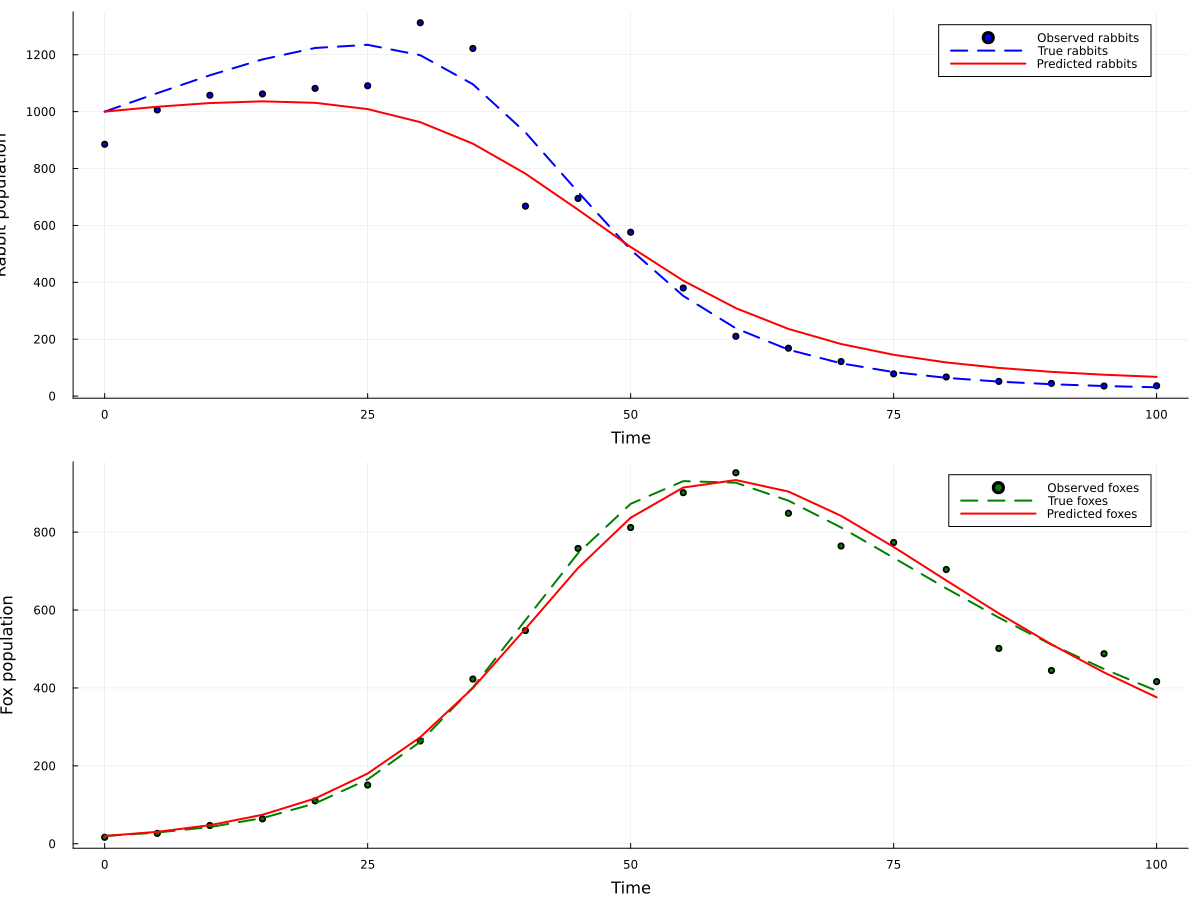 Rabbit population
1200
1000
800
600
400
200
0
Observed rabbits
True rabbits
Predicted rabbits
0 25 50 75 100
Time
Fox population
800
600
400
200
0
Observed foxes
True foxes
Predicted foxes
0 25 50 75 100
Time